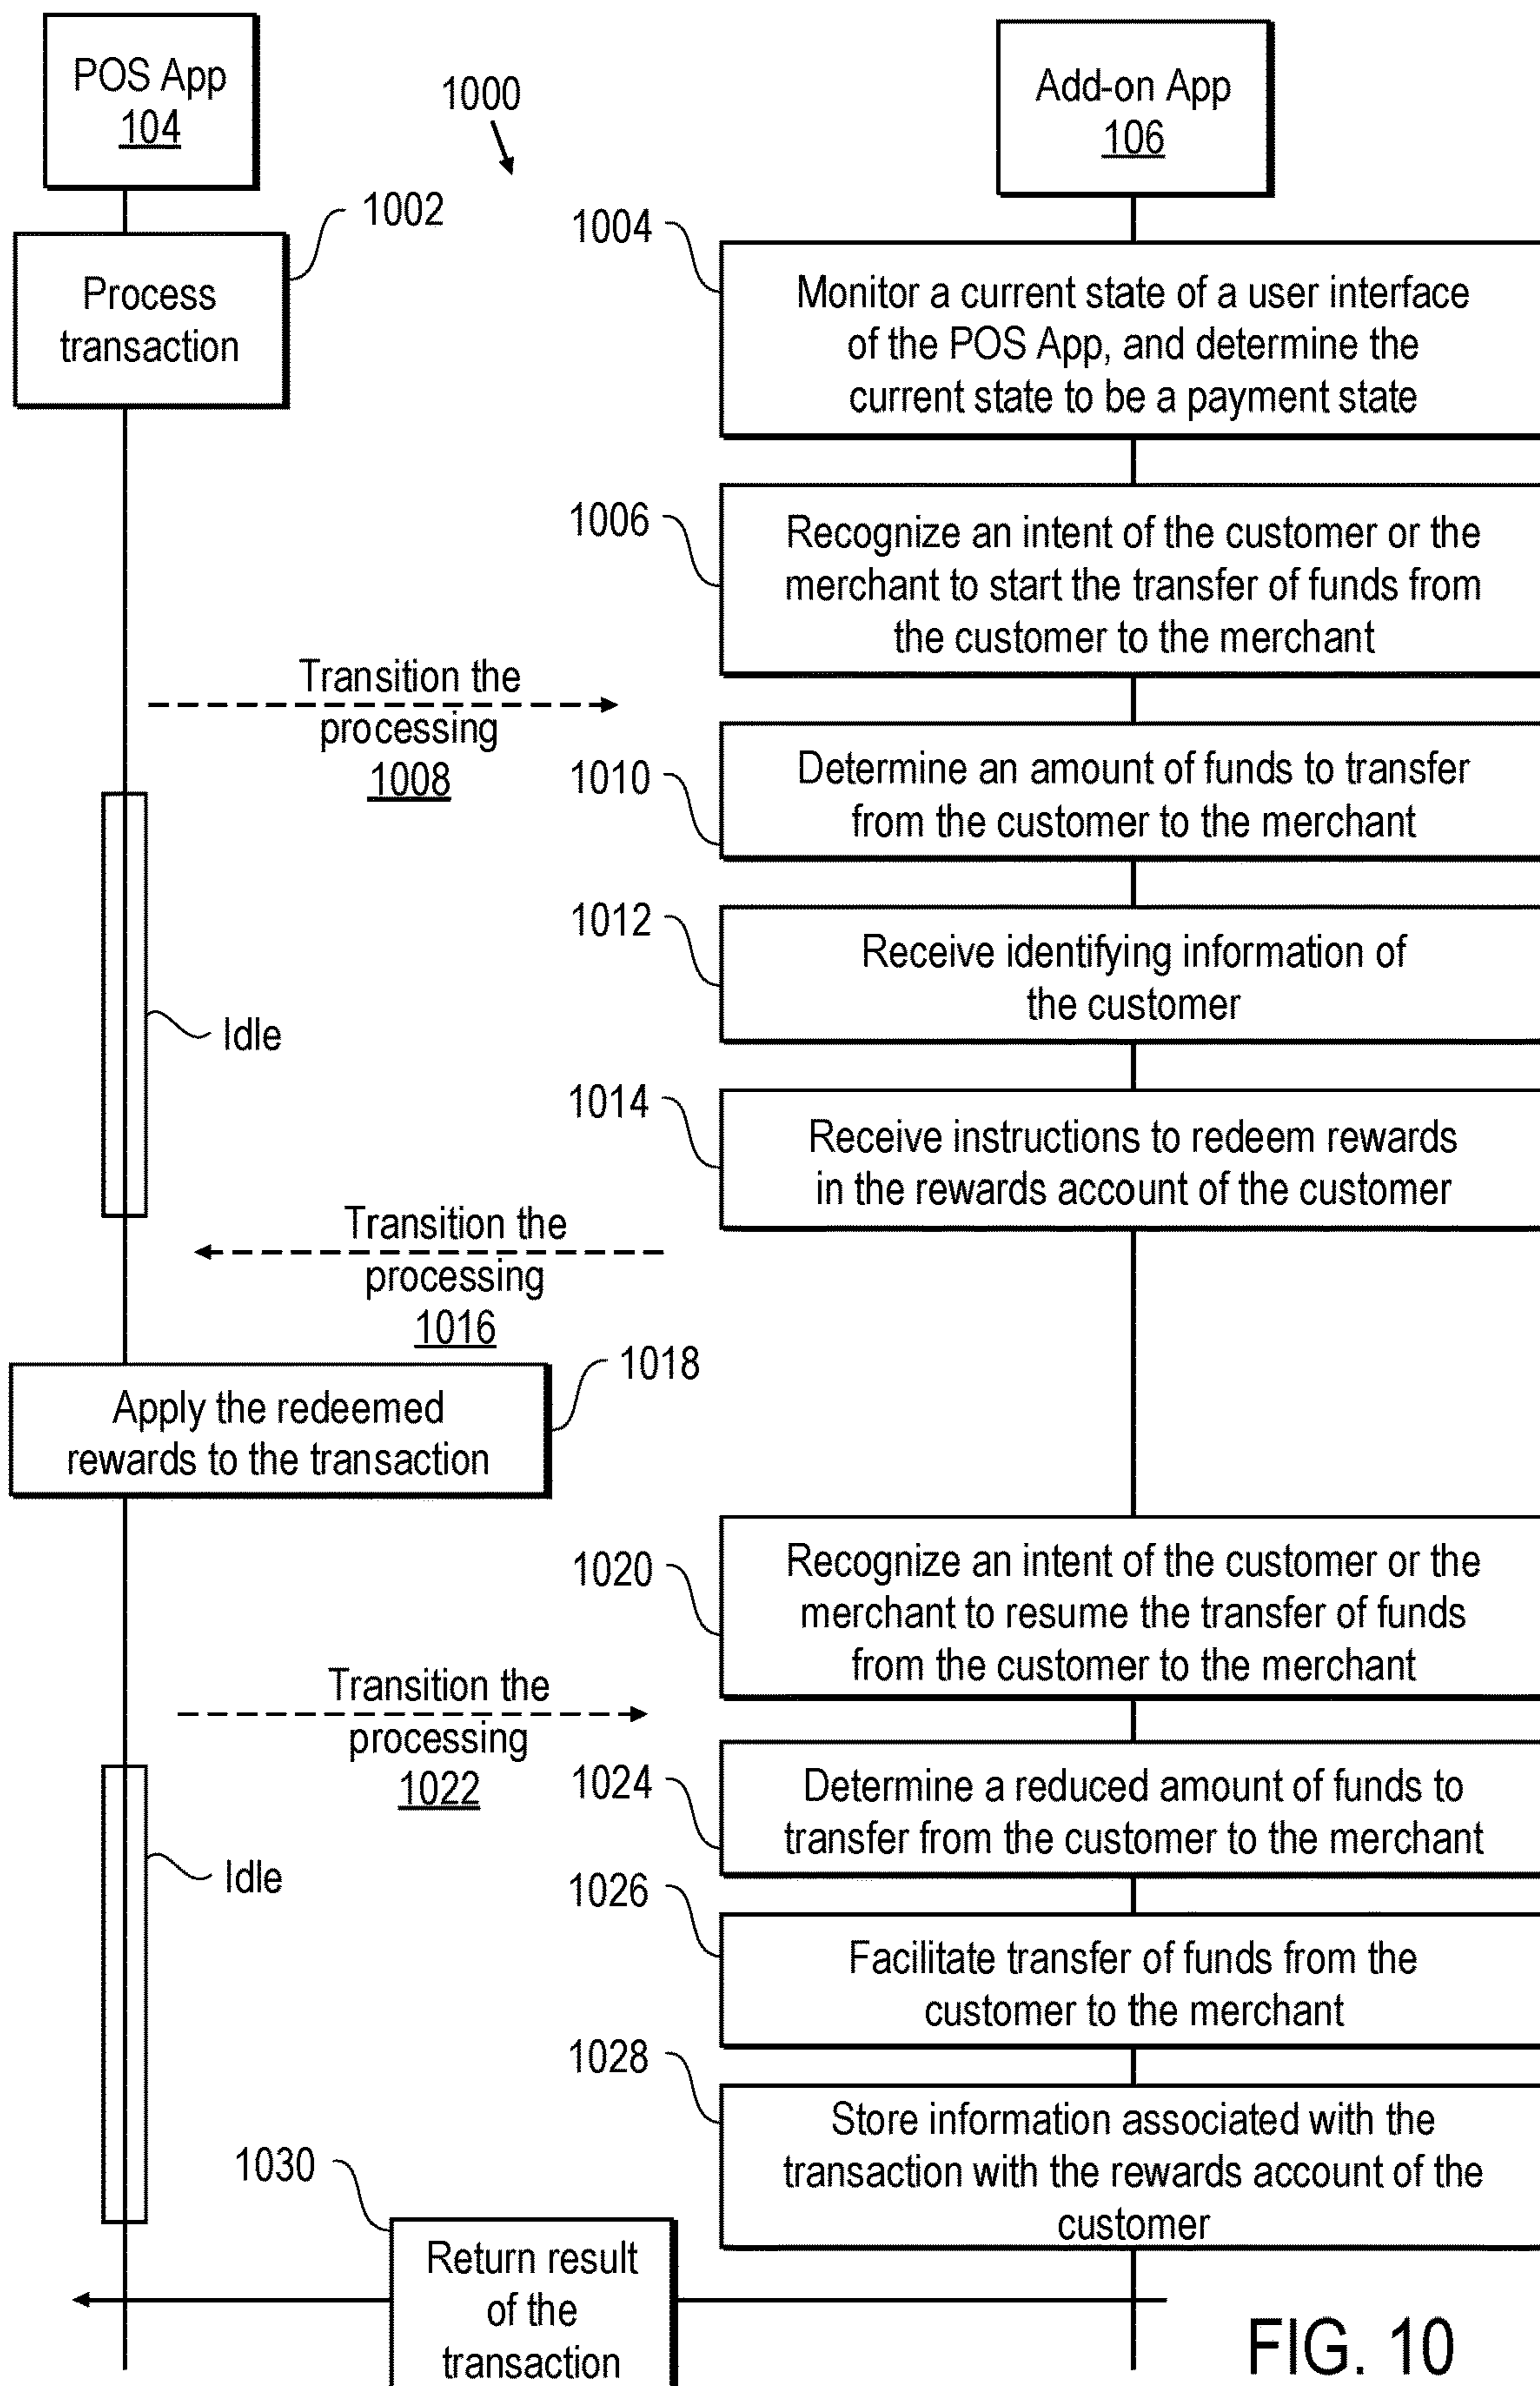 POS App
104
1000
Add-on App
106
1002
Process
transaction
1004
Monitor a current state of a user interface
of the POS App, and determine the
current state to be a payment state
1006
Recognize an intent of the customer or the
merchant to start the transfer of funds from
the customer to the merchant
Transition the
processing
1008
1010
Determine an amount of funds to transfer
from the customer to the merchant
1012
Receive identifying information of
the customer
Idle
1014
Receive instructions to redeem rewards
in the rewards account of the customer
Transition the
processing
1016
1018
Apply the redeemed
rewards to the transaction
1020
Recognize an intent of the customer or the
merchant to resume the transfer of funds
from the customer to the merchant
Transition the
processing
1022
1024
Determine a reduced amount of funds to
transfer from the customer to the merchant
Idle
1026
Facilitate transfer of funds from the
customer to the merchant
1028
Store information associated with the
transaction with the rewards account of the
customer
1030
Return result
of the
transaction
FIG. 10